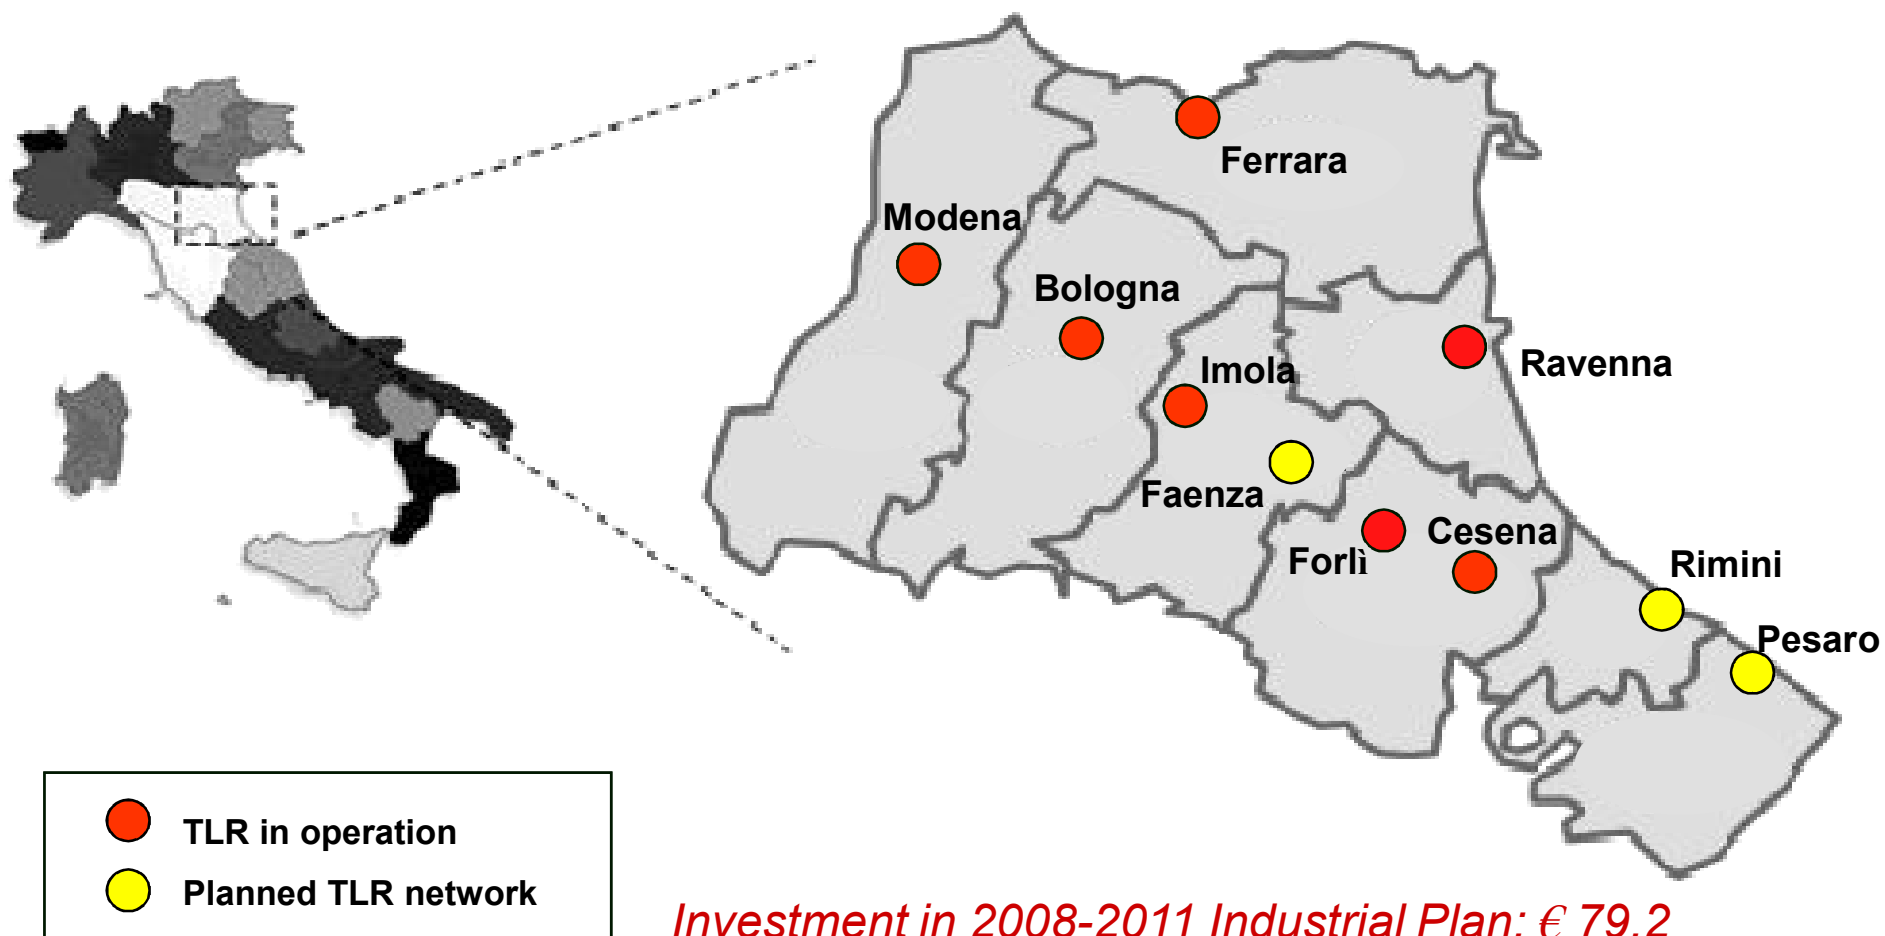 Ferrara
Modena
Bologna
Imola
Ravenna
Faenza
Cesena
Forlì
Rimini
Pesaro
TLR in operation
Planned TLR network
Investment in 2008-2011 Industrial Plan: € 79.2